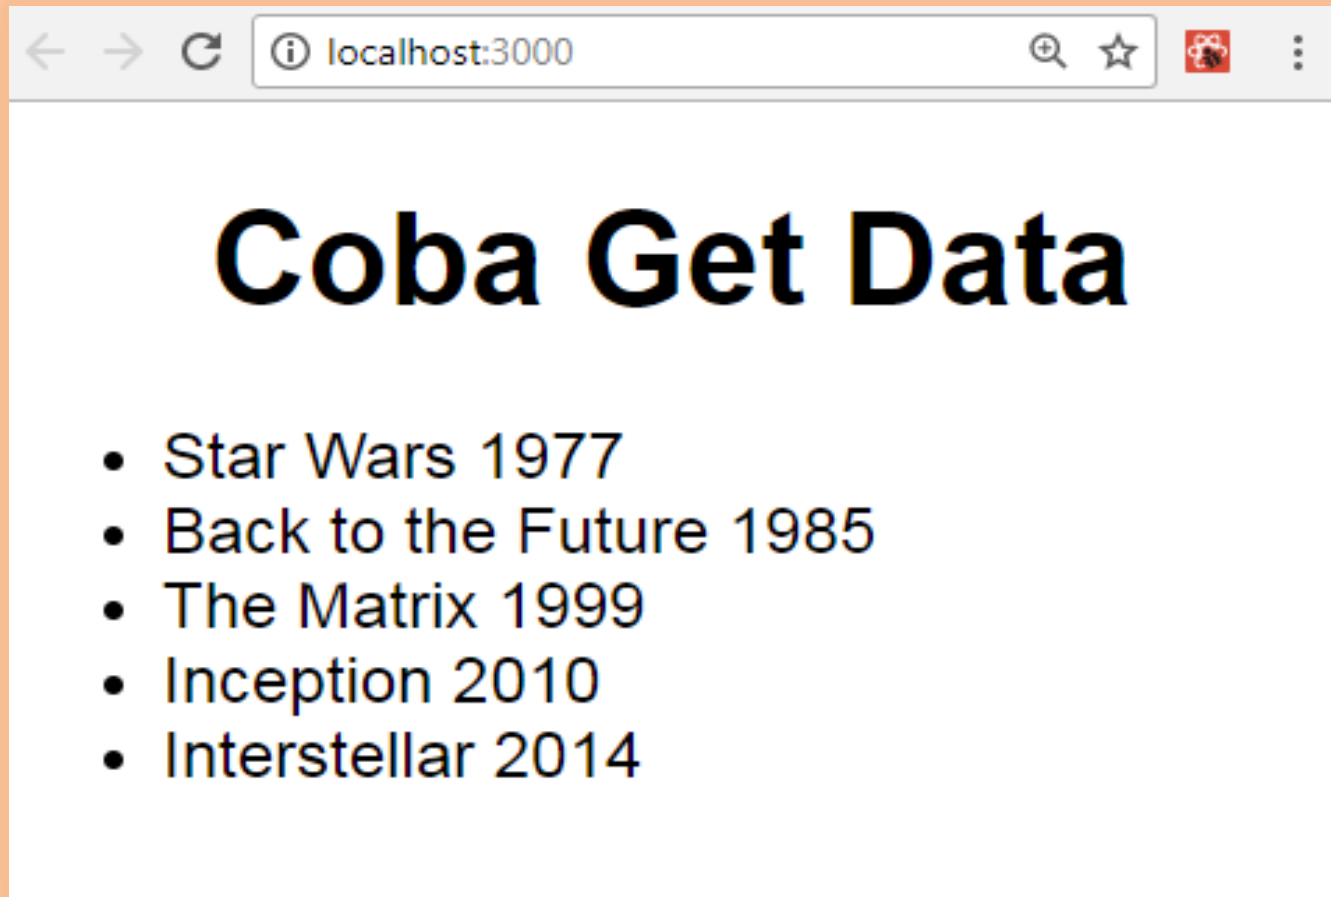 localhost:3000
Coba Get Data
• Star Wars 1977
• Back to the Future 1985
• The Matrix 1999
• Inception 2010
• Interstellar 2014